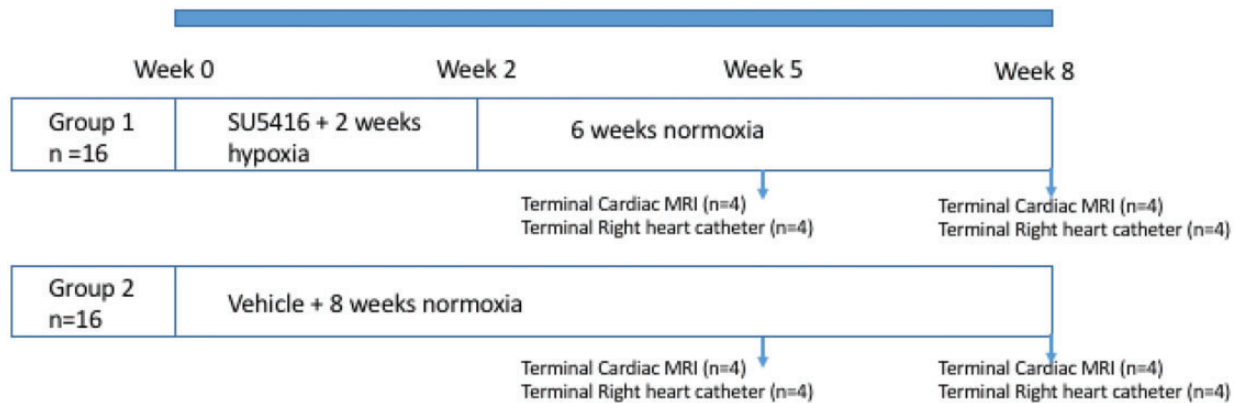 Week 0 Week 2 Week 5 Week 8
Group 1
n =16
SU5416 + 2 weeks
hypoxia
6 weeks normoxia
Terminal Cardiac MRI (n=4)
Terminal Right heart catheter (n=4)
Terminal Cardiac MRI (n=4)
Terminal Right heart catheter (n=4)
Group 2
n=16
Vehicle + 8 weeks normoxia
Terminal Cardiac MRI (n=4)
Terminal Right heart catheter (n=4)
Terminal Cardiac MRI (n=4)
Terminal Right heart catheter (n=4)